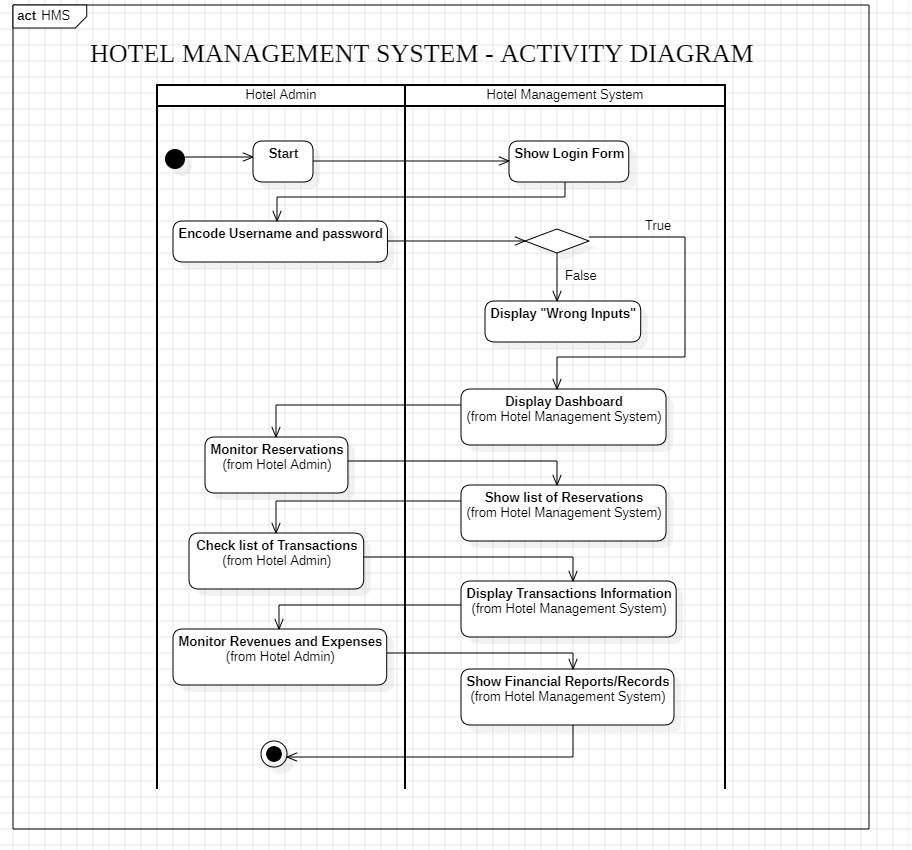 act HMS
HOTEL MANAGEMENT SYSTEM - ACTIVITY DIAGRAM
Hotel Admin
Hotel Management System
Start
Show Login Form
Encode Username and password
True
False
Display "Wrong Inputs"
Display Dashboard
(from Hotel Management System)
Monitor Reservations
(from Hotel Admin)
Show list of Reservations
(from Hotel Management System)
Check list of Transactions
(from Hotel Admin)
Display Transactions Information
(from Hotel Management System)
Monitor Revenues and Expenses
(from Hotel Admin)
Show Financial Reports/Records
(from Hotel Management System)